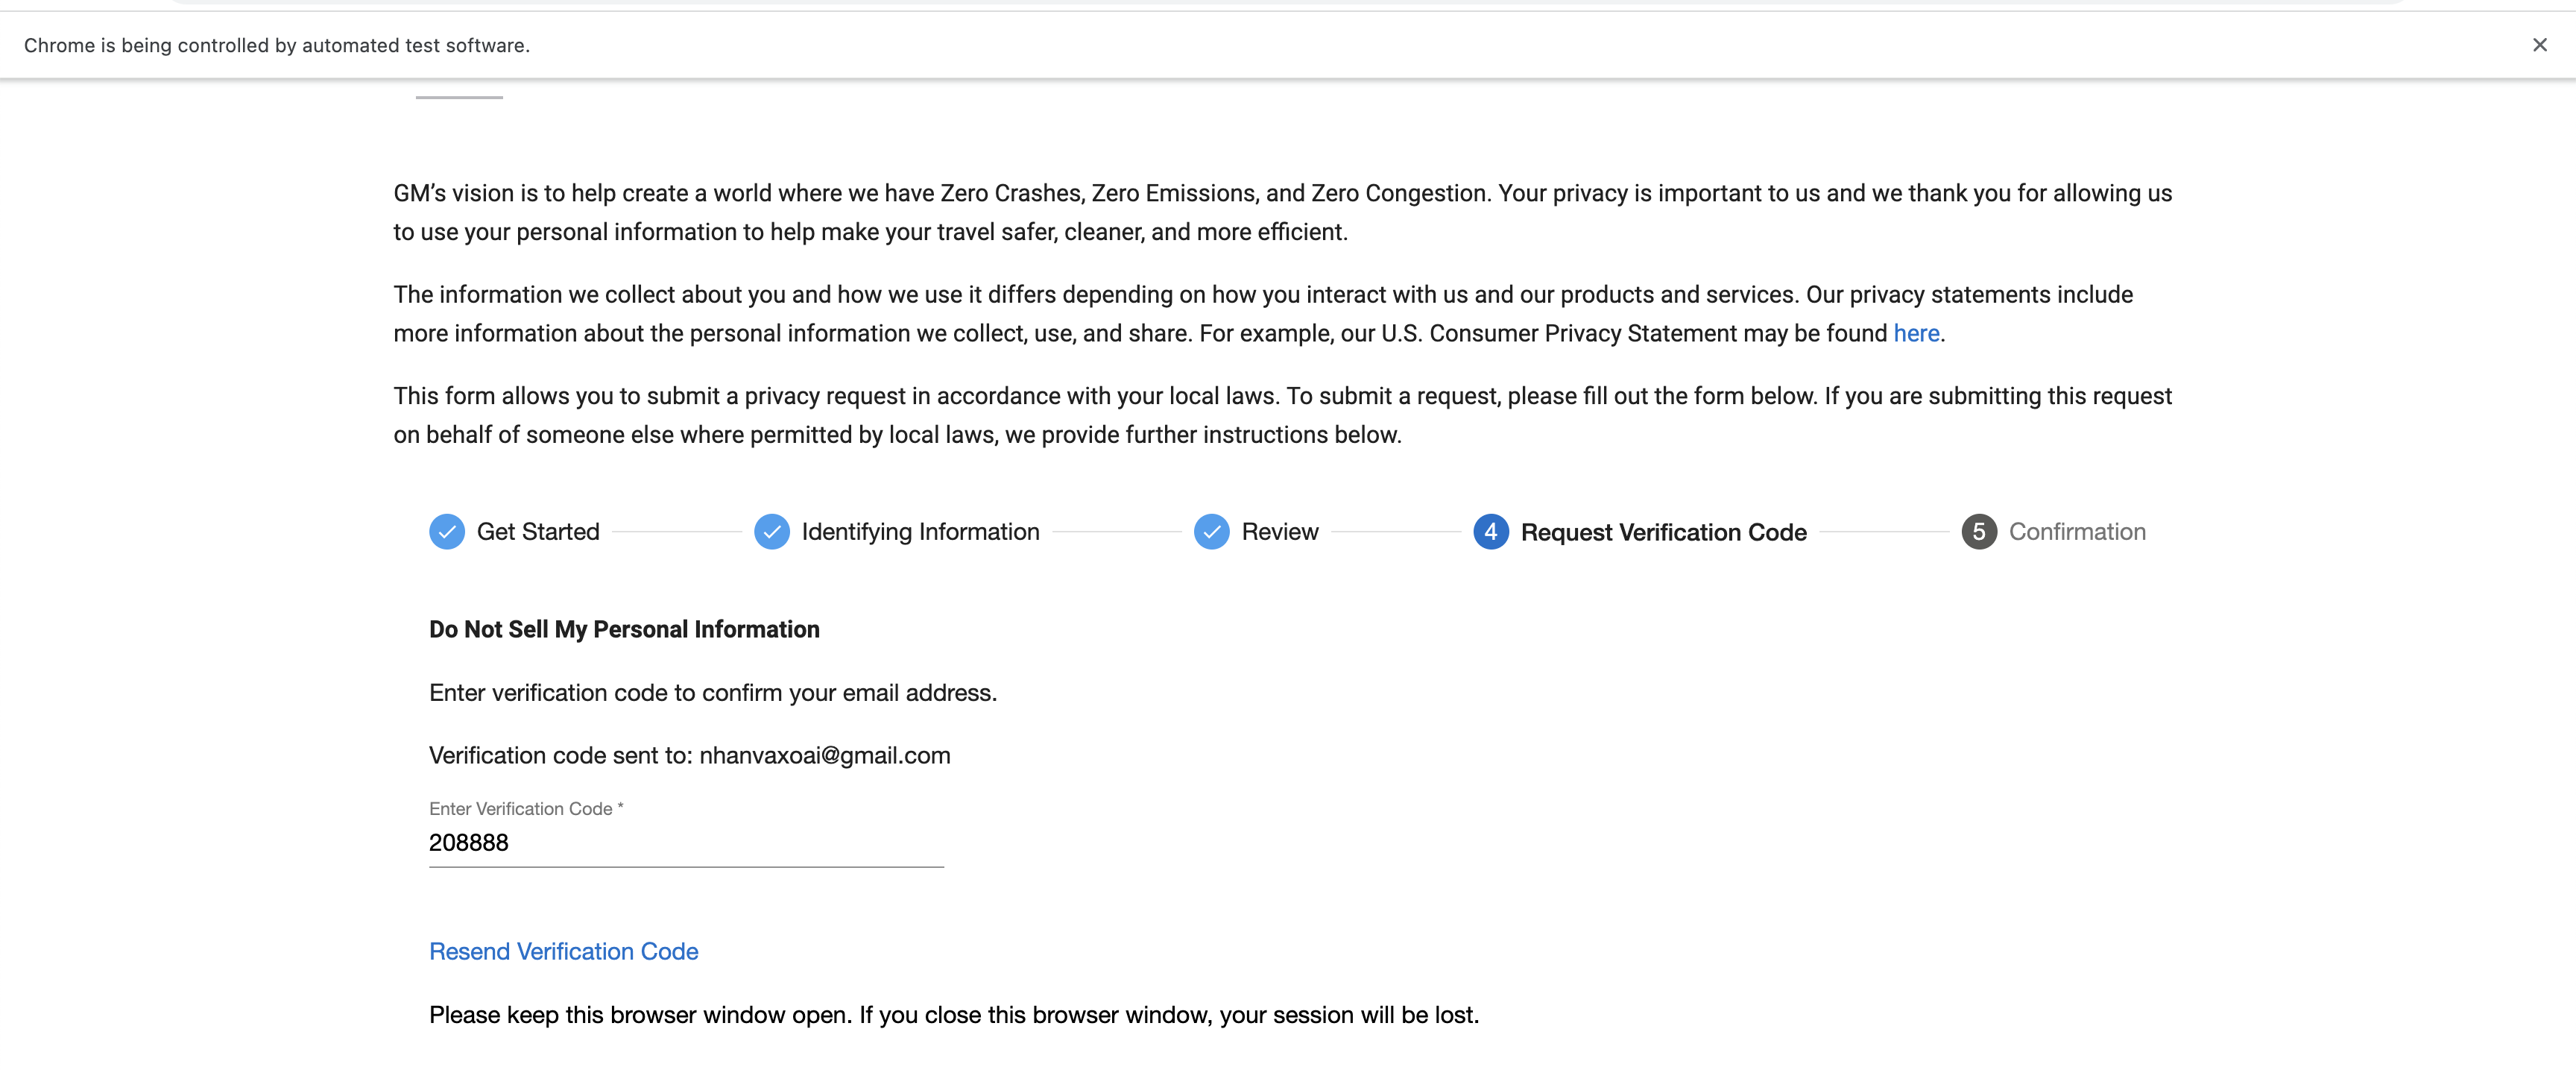 Chrome is being controlled by automated test software.
GM’s vision is to help create a world where we have Zero Crashes, Zero Emissions, and Zero Congestion. Your privacy is important to us and we thank you for allowing us
to use your personal information to help make your travel safer, cleaner, and more efficient.
The information we collect about you and how we use it differs depending on how you interact with us and our products and services. Our privacy statements include
more information about the personal information we collect, use, and share. For example, our U.S. Consumer Privacy Statement may be found here.
This form allows you to submit a privacy request in accordance with your local laws. To submit a request, please fill out the form below. If you are submitting this request
on behalf of someone else where permitted by local laws, we provide further instructions below.
Get Started Identifying Information Review 4 Request Verification Code 5 Confirmation
Do Not Sell My Personal Information
Enter verification code to confirm your email address.
Verification code sent to: nhanvaxoai@gmail.com
Enter Verification Code *
208888
Resend Verification Code
Please keep this browser window open. If you close this browser window, your session will be lost.